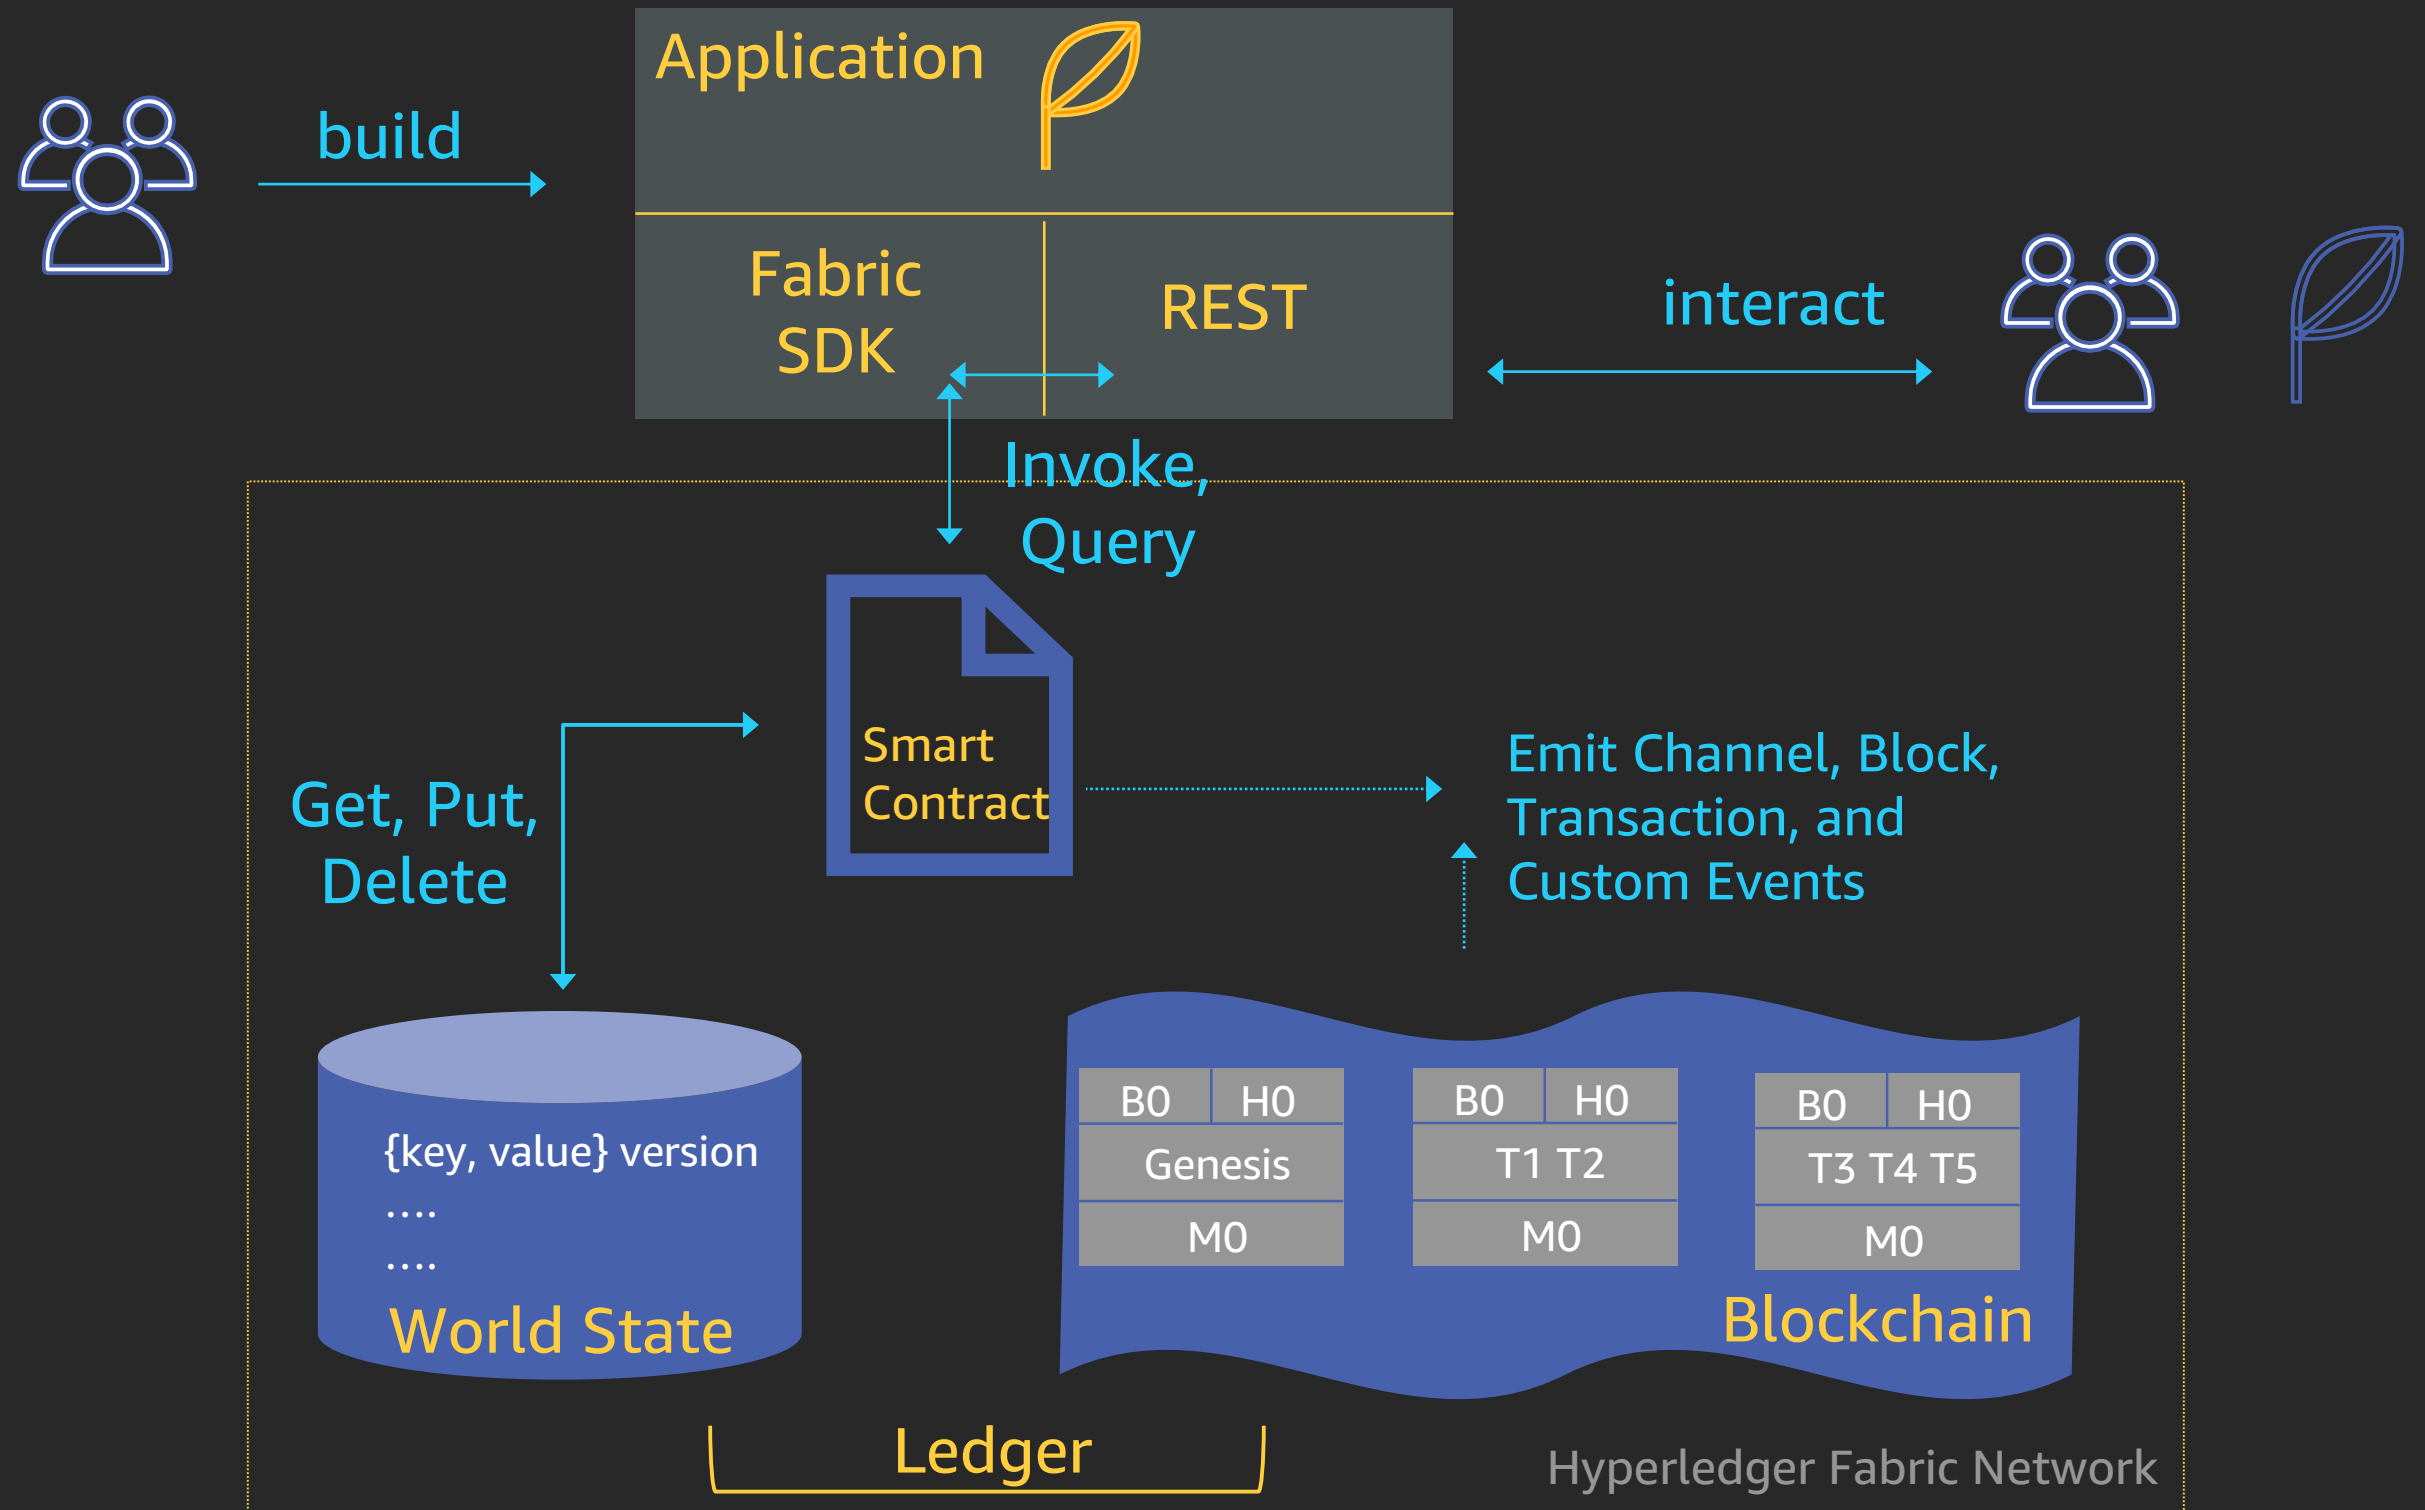 Application
build
Fabric
SDK
REST
interact
Invoke,
Query
Smart
Contract
Get, Put,
Delete
Emit Channel, Block,
Transaction, and
Custom Events
{key, value} version
....
....
World State
B0 H0
Genesis
M0
B0 H0
T1 T2
M0
B0 H0
T3 T4 T5
M0
Blockchain
Ledger
Hyperledger Fabric Network